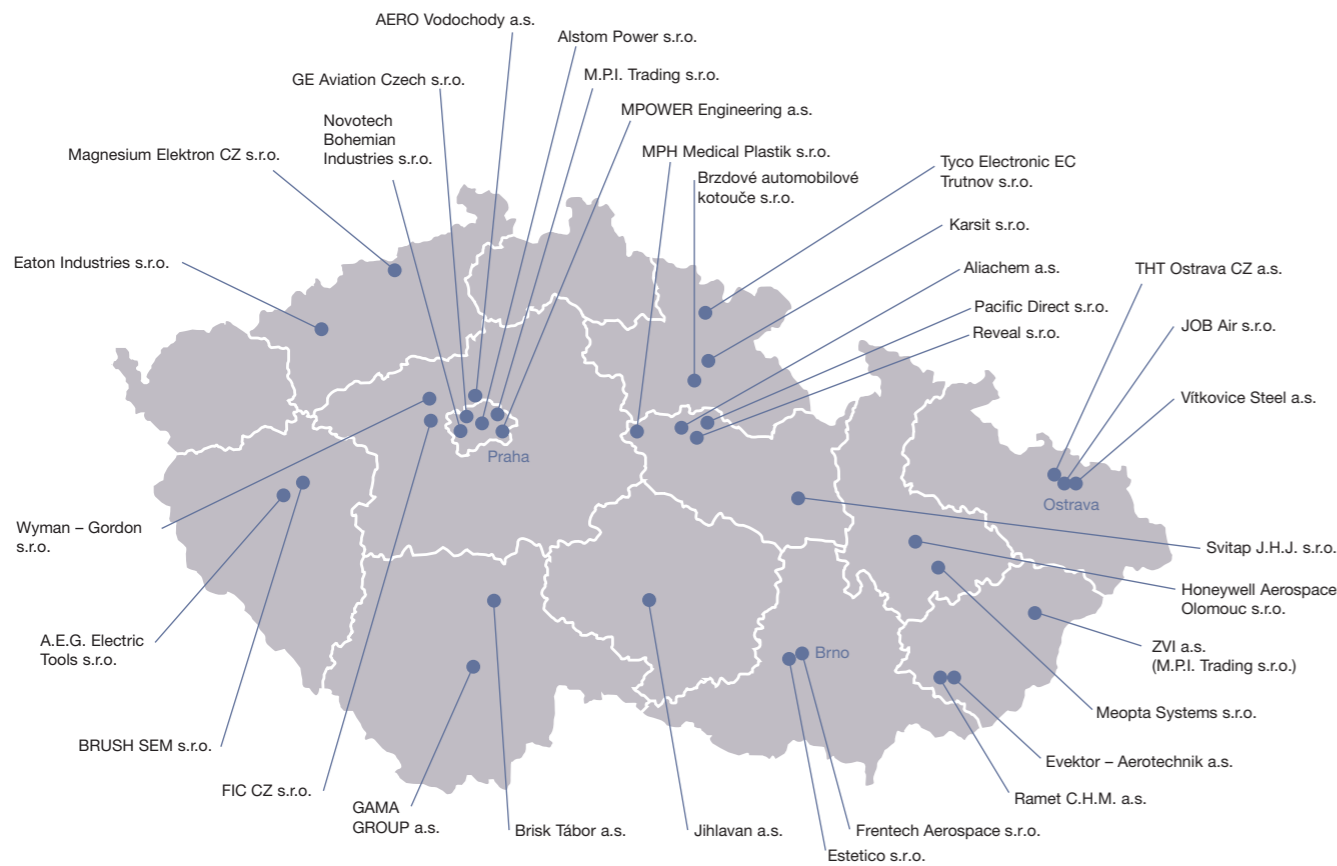 AERO Vodochody a.s.
Alstom Power s.r.o.
GE Aviation Czech s.r.o.
M.P.I. Trading s.r.o.
Novotech
Bohemian
Industries s.r.o.
MPOWER Engineering a.s.
Magnesium Elektron CZ s.r.o.
MPH Medical Plastik s.r.o.
Brzdové automobilové
kotouče s.r.o.
Tyco Electronic EC
Trutnov s.r.o.
Karsit s.r.o.
Eaton Industries s.r.o.
Aliachem a.s.
THT Ostrava CZ a.s.
Pacific Direct s.r.o.
JOB Air s.r.o.
Reveal s.r.o.
Vítkovice Steel a.s.
Praha
Ostrava
Wyman – Gordon
s.r.o.
Svitap J.H.J. s.r.o.
Honeywell Aerospace
Olomouc s.r.o.
A.E.G. Electric
Tools s.r.o.
ZVI a.s.
(M.P.I. Trading s.r.o.)
Brno
Meopta Systems s.r.o.
BRUSH SEM s.r.o.
Evektor – Aerotechnik a.s.
FIC CZ s.r.o.
Ramet C.H.M. a.s.
GAMA
GROUP a.s.
Brisk Tábor a.s.
Jihlavan a.s.
Frentech Aerospace s.r.o.
Estetico s.r.o.